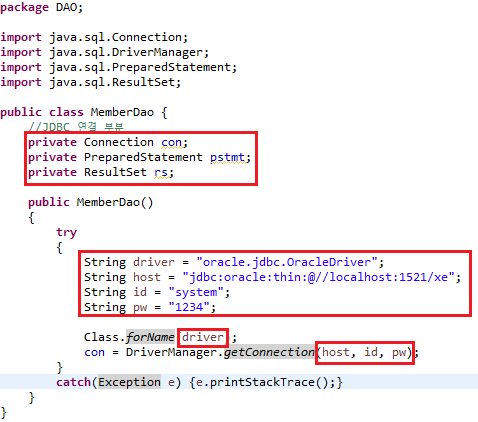 package DAO;
import java.sql.Connection;
import java.sql.DriverManager;
import java.sql.PreparedStatement;
import java.sql.ResultSet;
public class MemberDao {
//JDBC 연결 부분
private Connection con;
private PreparedStatement pstmt;
private ResultSet rs;
public MemberDao()
{
try
{
String driver = "oracle.jdbc.OracleDriver";
String host = "jdbc:oracle:thin:@//localhost:1521/xe";
String id = "system";
String pw = "1234";
Class.forName(driver);
con = DriverManager.getConnection(host, id, pw);
}
catch(Exception e) {e.printStackTrace();}
}
}